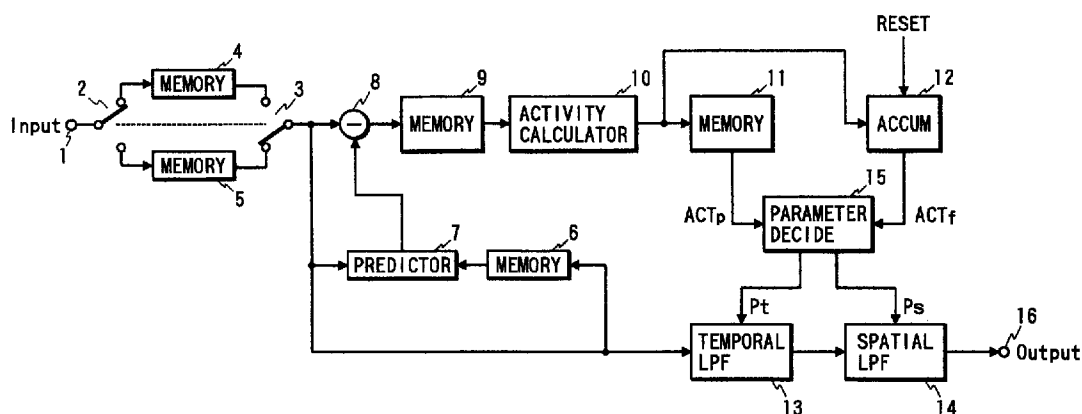 RESET
4
2
MEMORY
3
8
9
10
11
12
Input
1
MEMORY
5
MEMORY
ACTIVITY
CALCULATOR
MEMORY
ACCUM
15
ACTp
PARAMETER
DECIDE
ACTf
7
6
PREDICTOR
MEMORY
Pt
Ps
16
TEMPORAL
LPF
SPATIAL
LPF
Output
13
14